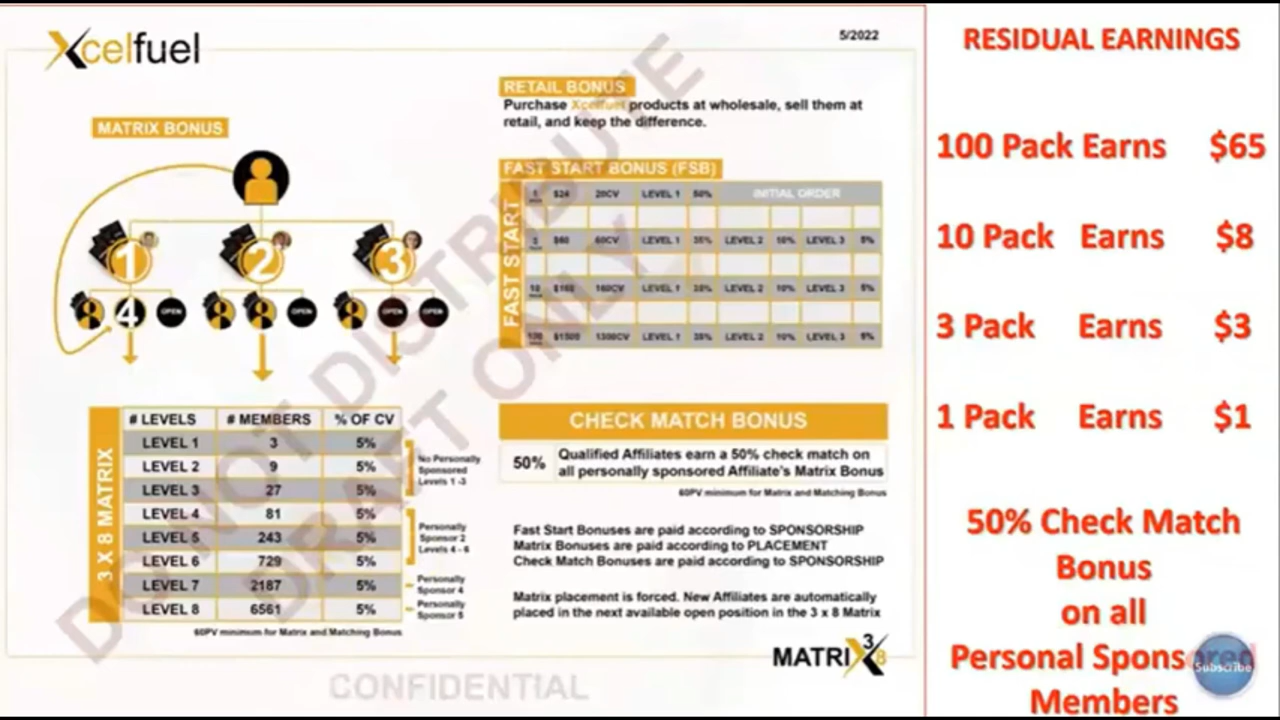 Xcelfuel
5/2022
MATRIX BONUS
1
2
3
4
OPEN
OPEN
OPEN
OPEN
# LEVELS # MEMBERS % OF CV
LEVEL 1 3 5%
LEVEL 2 9 5%
LEVEL 3 27 5%
LEVEL 4 81 5%
LEVEL 5 243 5%
LEVEL 6 729 5%
LEVEL 7 2187 5%
LEVEL 8 6561 5%
3 X 8 MATRIX
No Personally
Sponsored
Levels 1 -3
Personally
Sponsor 2
Levels 4 - 6
Personally
Sponsor 4
Personally
Sponsor 5
60PV minimum for Matrix and Matching Bonus
RETAIL BONUS
Purchase Xcelfuel products at wholesale, sell them at
retail, and keep the difference.
FAST START BONUS (FSB)
FAST START
1 $24 20CV LEVEL 1 50% INITIAL ORDER
3 $60 60CV LEVEL 1 35% LEVEL 2 10% LEVEL 3 5%
10 $160 160CV LEVEL 1 35% LEVEL 2 10% LEVEL 3 5%
100 $1500 1300CV LEVEL 1 35% LEVEL 2 10% LEVEL 3 5%
CHECK MATCH BONUS
50% Qualified Affiliates earn a 50% check match on
all personally sponsored Affiliate's Matrix Bonus
60PV minimum for Matrix and Matching Bonus
Fast Start Bonuses are paid according to SPONSORSHIP
Matrix Bonuses are paid according to PLACEMENT
Check Match Bonuses are paid according to SPONSORSHIP
Matrix placement is forced. New Affiliates are automatically
placed in the next available open position in the 3 x 8 Matrix
MATRIX 3 8
DO NOT DISTRIBUTE
DRAFT ONLY
CONFIDENTIAL
RESIDUAL EARNINGS
100 Pack Earns $65
10 Pack Earns $8
3 Pack Earns $3
1 Pack Earns $1
50% Check Match
Bonus
on all
Personal Sponsored
Members
Subscribe